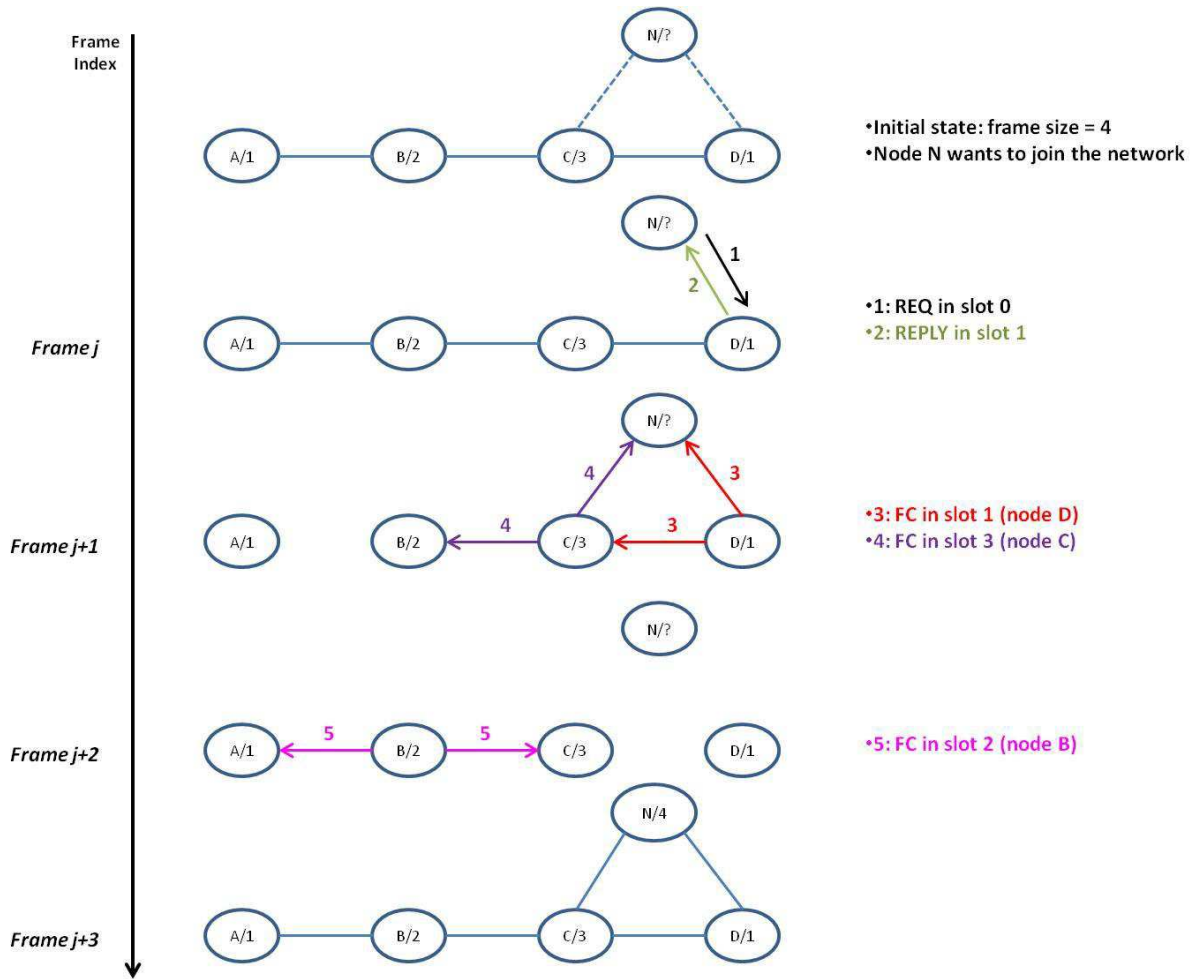 Frame
Index
N/?
A/1
B/2
C/3
D/1
•Initial state: frame size = 4
•Node N wants to join the network
N/?
1
2
•1: REQ in slot 0
•2: REPLY in slot 1
Frame j
A/1
B/2
C/3
D/1
N/?
4
3
4
3
•3: FC in slot 1 (node D)
•4: FC in slot 3 (node C)
Frame j+1
A/1
B/2
C/3
D/1
N/?
5
5
Frame j+2
A/1
B/2
C/3
D/1
•5: FC in slot 2 (node B)
N/4
Frame j+3
A/1
B/2
C/3
D/1